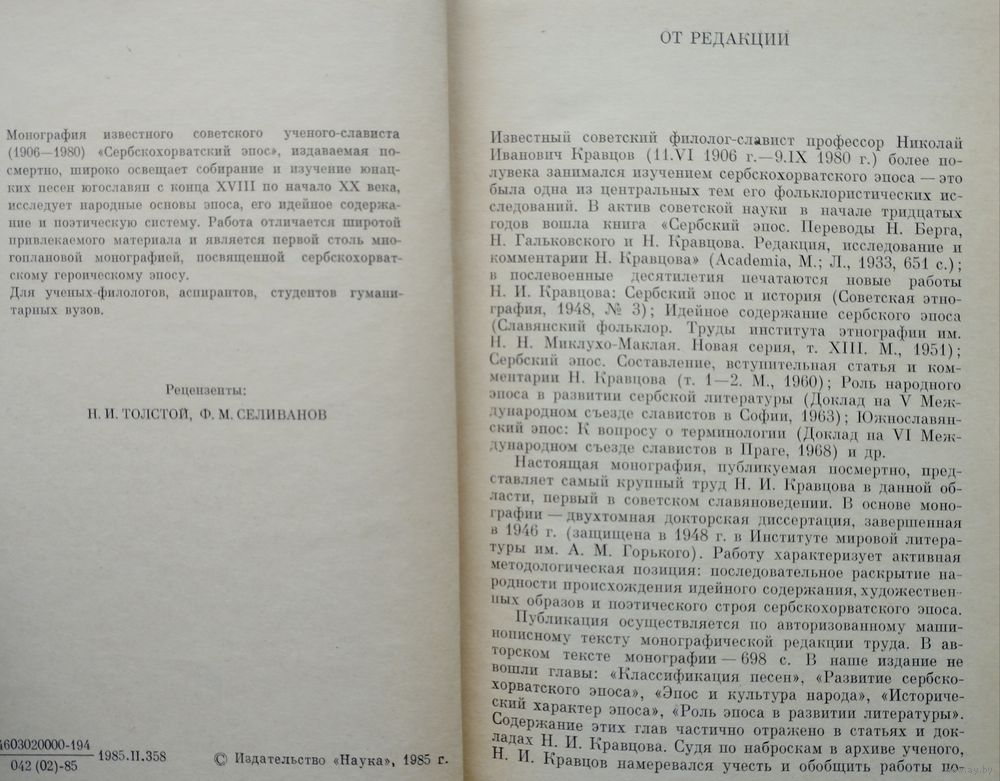 Монография известного советского ученого-слависта
(1906—1980) «Сербскохорватский эпос», издаваемая по-
смертно, широко освещает собирание и изучение юнац-
ких песен югославян с конца XVIII по начало XX века,
исследует народные основы эпоса, его идейное содержа-
ние и поэтическую систему. Работа отличается широтой
привлекаемого материала и является первой столь мно-
гоплановой монографией, посвященной сербскохорват-
скому героическому эпосу.
Для ученых-филологов, аспирантов, студентов гумани-
тарных вузов.
Рецензенты:
Н. И. ТОЛСТОЙ, Ф. М. СЕЛИВАНОВ
4603020000-194
042 (02)-85
1985.II.358
© Издательство «Наука», 1985 г.
ОТ РЕДАКЦИИ
Известный советский филолог-славист профессор Николай
Иванович Кравцов (11.VI 1906 г.—9.IX 1980 г.) более по-
лувека занимался изучением сербскохорватского эпоса — это
была одна из центральных тем его фольклористических ис-
следований. В актив советской науки в начале тридцатых
годов вошла книга «Сербский эпос. Переводы Н. Берга,
Н. Гальковского и Н. Кравцова. Редакция, исследование и
комментарии Н. Кравцова» (Academia, М.; Л., 1933, 651 с.);
в послевоенные десятилетия печатаются новые работы
Н. И. Кравцова: Сербский эпос и история (Советская этно-
графия, 1948, № 3); Идейное содержание сербского эпоса
(Славянский фольклор. Труды института этнографии им.
Н. Н. Миклухо-Маклая. Новая серия, т. XIII. М., 1951);
Сербский эпос. Составление, вступительная статья и ком-
ментарии Н. Кравцова (т. 1—2. М., 1960); Роль народного
эпоса в развитии сербской литературы (Доклад на V Меж-
дународном съезде славистов в Софии, 1963); Южнославян-
ский эпос: К вопросу о терминологии (Доклад на VI Меж-
дународном съезде славистов в Праге, 1968) и др.
Настоящая монография, публикуемая посмертно, пред-
ставляет самый крупный труд Н. И. Кравцова в данной об-
ласти, первый в советском славяноведении. В основе моно-
графии — двухтомная докторская диссертация, завершенная
в 1946 г. (защищена в 1948 г. в Институте мировой литера-
туры им. А. М. Горького). Работу характеризует активная
методологическая позиция: последовательное раскрытие на-
родности происхождения идейного содержания, художествен-
ных образов и поэтического строя сербскохорватского эпоса.
Публикация осуществляется по авторизованному маши-
нописному тексту монографической редакции труда. В ав-
торском тексте монографии — 698 с. В наше издание не
вошли главы: «Классификация песен», «Развитие сербско-
хорватского эпоса», «Эпос и культура народа», «Историче-
ский характер эпоса», «Роль эпоса в развитии литературы».
Содержание этих глав частично отражено в статьях и док-
ладах Н. И. Кравцова. Судя по наброскам в архиве ученого,
Н. И. Кравцов намеревался учесть и обобщить работы по-